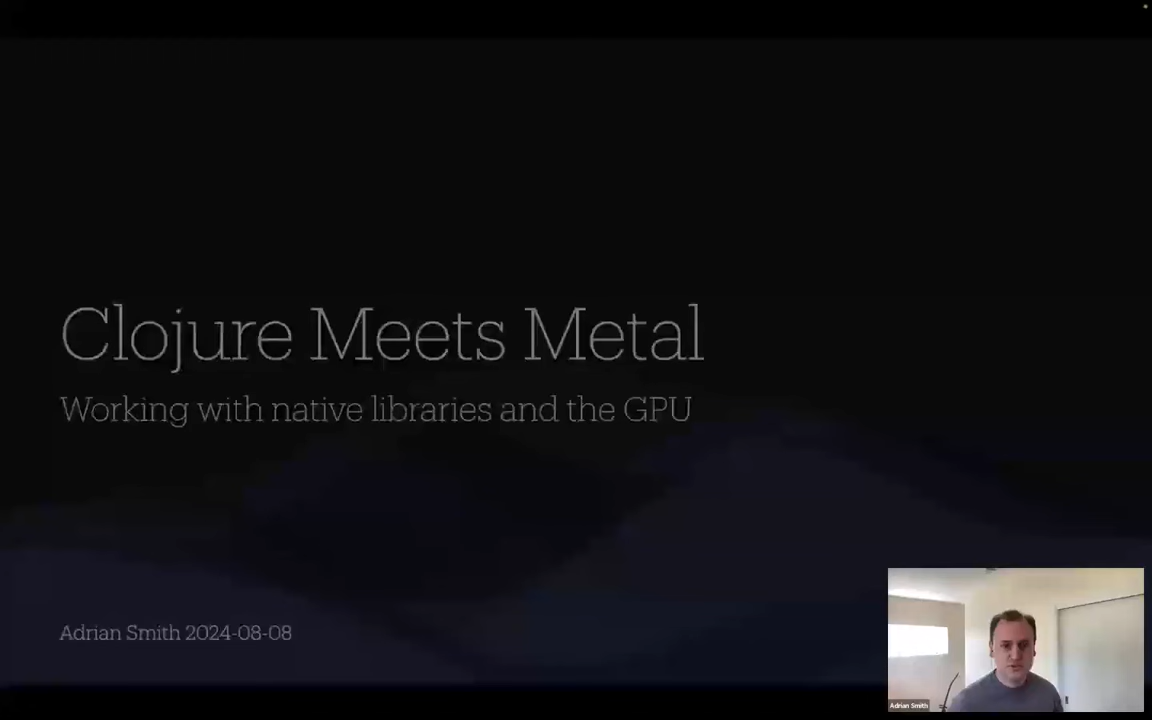 Clojure Meets Metal
Working with native libraries and the GPU
Adrian Smith 2024-08-08
Adrian Smith